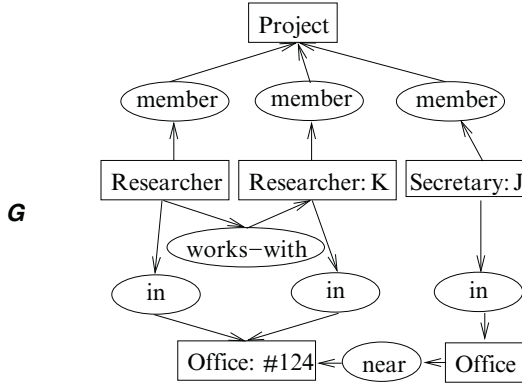 Project
member
member
member
Researcher
Researcher: K
Secretary: J
G
works-with
in
in
in
Office: #124
near
Office